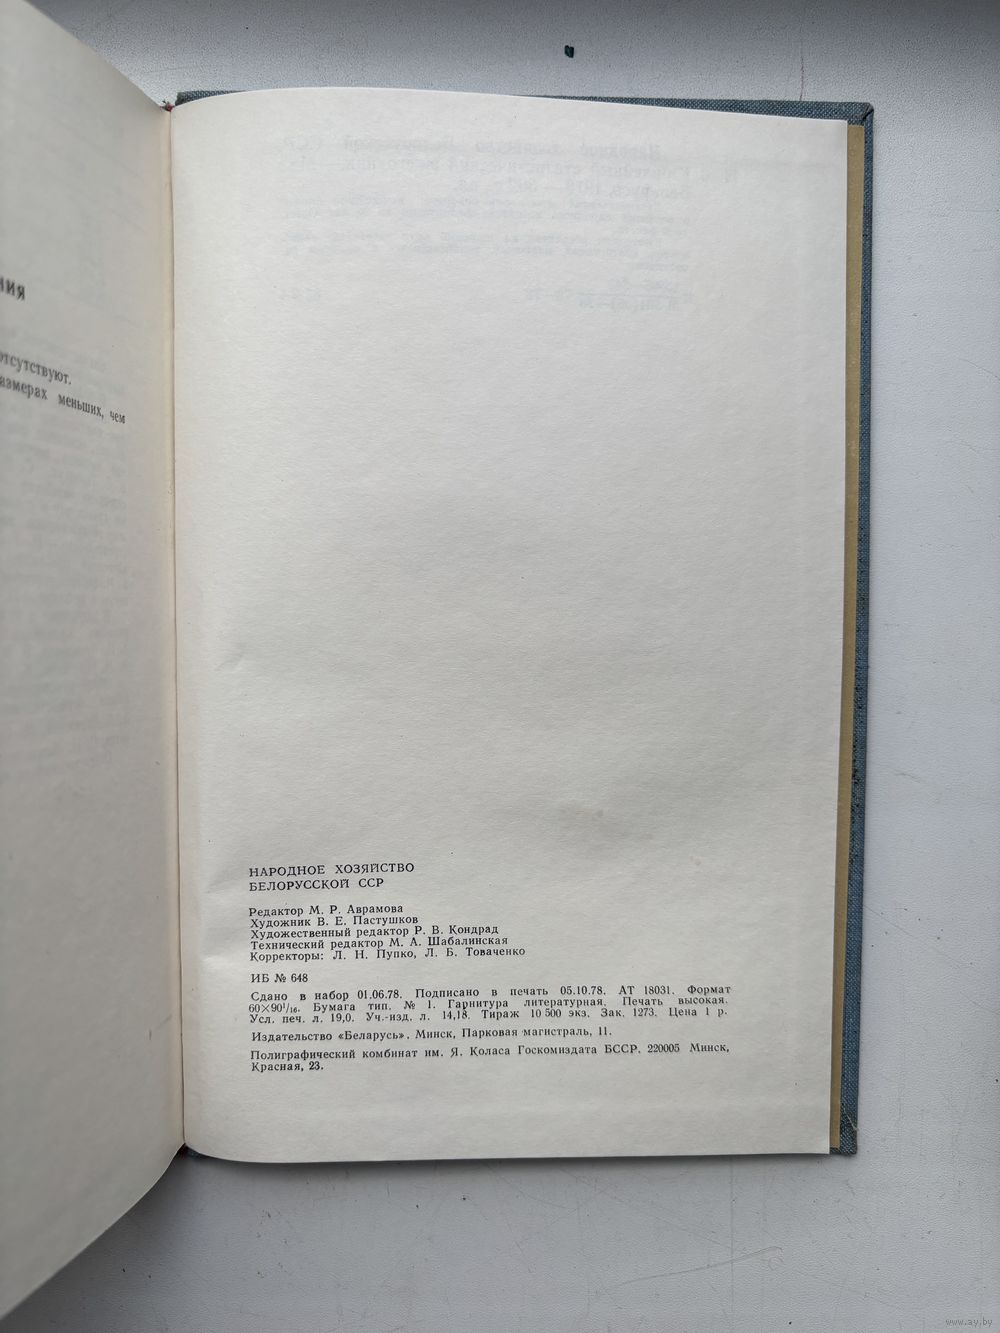 ния
отсутствуют.
азмерах меньших, чем
НАРОДНОЕ ХОЗЯЙСТВО
БЕЛОРУССКОЙ ССР
Редактор М. Р. Аврамова
Художник В. Е. Пастушков
Художественный редактор Р. В. Кондрад
Технический редактор М. А. Шабалинская
Корректоры: Л. Н. Пупко, Л. Б. Товаченко
ИБ № 648
Сдано в набор 01.06.78. Подписано в печать 05.10.78. АТ 18031. Формат
60×90¹/₁₆. Бумага тип. № 1. Гарнитура литературная. Печать высокая.
Усл. печ. л. 19,0. Уч.-изд. л. 14,18. Тираж 10 500 экз. Зак. 1273. Цена 1 р.
Издательство «Беларусь». Минск, Парковая магистраль, 11.
Полиграфический комбинат им. Я. Коласа Госкомиздата БССР. 220005 Минск,
Красная, 23.
www.ay.by